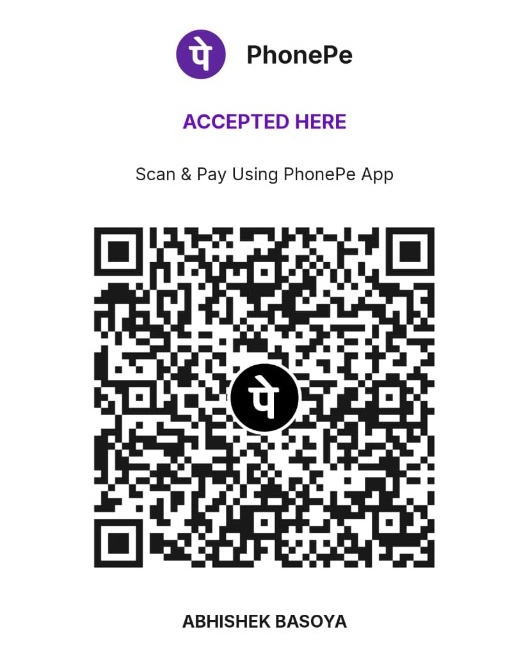 पे PhonePe
ACCEPTED HERE
Scan & Pay Using PhonePe App
पे
ABHISHEK BASOYA